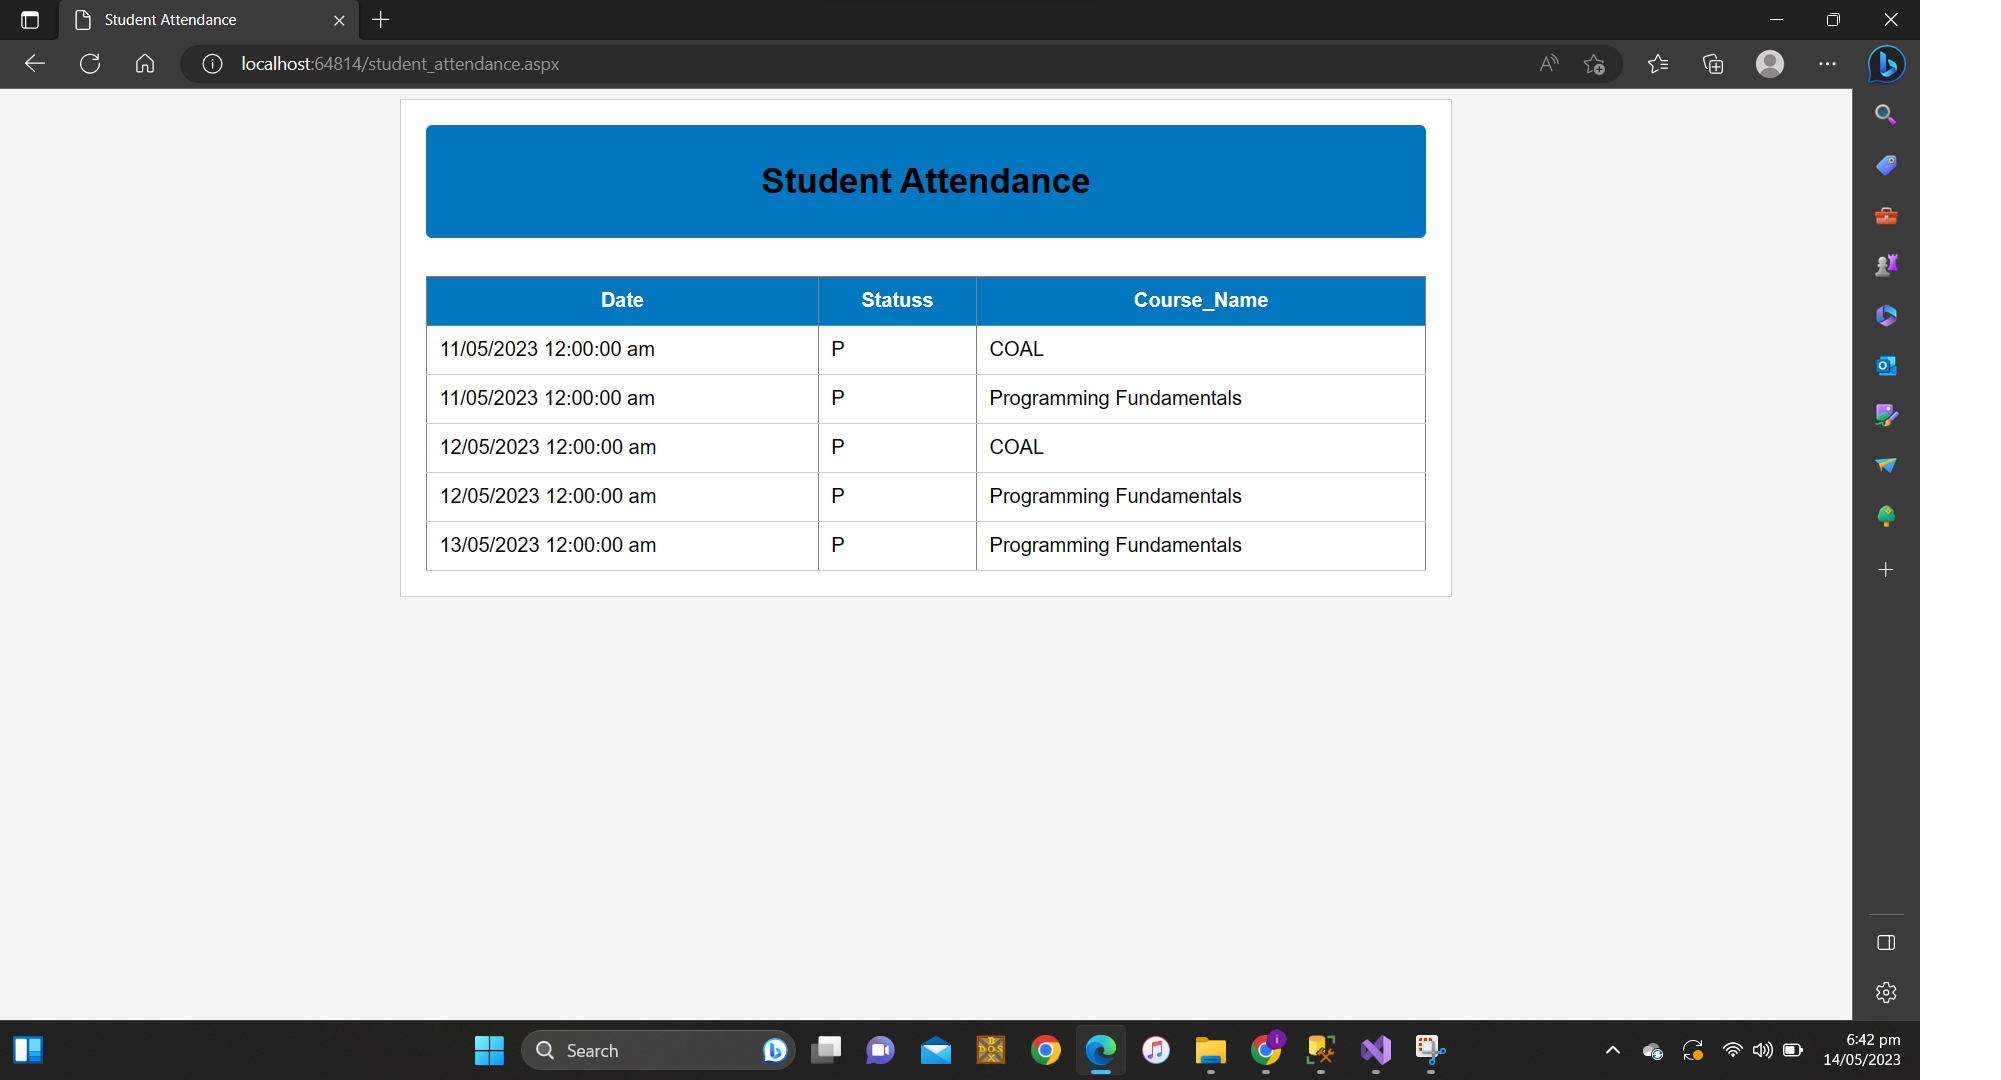 Student Attendance
localhost:64814/student_attendance.aspx
Student Attendance
Date Statuss Course_Name
11/05/2023 12:00:00 am P COAL
11/05/2023 12:00:00 am P Programming Fundamentals
12/05/2023 12:00:00 am P COAL
12/05/2023 12:00:00 am P Programming Fundamentals
13/05/2023 12:00:00 am P Programming Fundamentals
Search
6:42 pm
14/05/2023